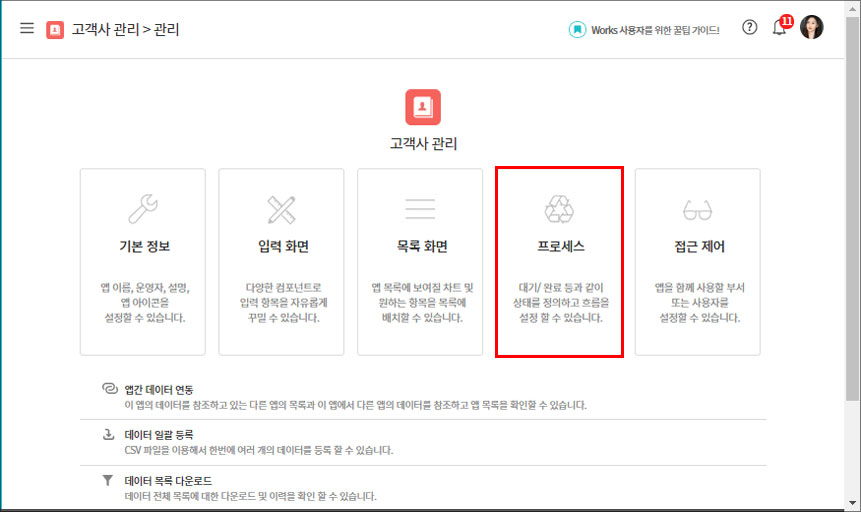 고객사 관리 > 관리
Works 사용자를 위한 꿀팁 가이드!
?
11
고객사 관리
기본 정보
앱 이름, 운영자, 설명,
앱 아이콘을
설정할 수 있습니다.
입력 화면
다양한 컴포넌트로
입력 항목을 자유롭게
꾸밀 수 있습니다.
목록 화면
앱 목록에 보여질 차트 및
원하는 항목을 목록에
배치할 수 있습니다.
프로세스
대기/ 완료 등과 같이
상태를 정의하고 흐름을
설정 할 수 있습니다.
접근 제어
앱을 함께 사용할 부서
또는 사용자를
설정할 수 있습니다.
앱간 데이터 연동
이 앱의 데이터를 참조하고 있는 다른 앱의 목록과 이 앱에서 다른 앱의 데이터를 참조하고 앱 목록을 확인할 수 있습니다.
데이터 일괄 등록
CSV 파일을 이용해서 한번에 여러 개의 데이터를 등록 할 수 있습니다.
데이터 목록 다운로드
데이터 전체 목록에 대한 다운로드 및 이력을 확인 할 수 있습니다.